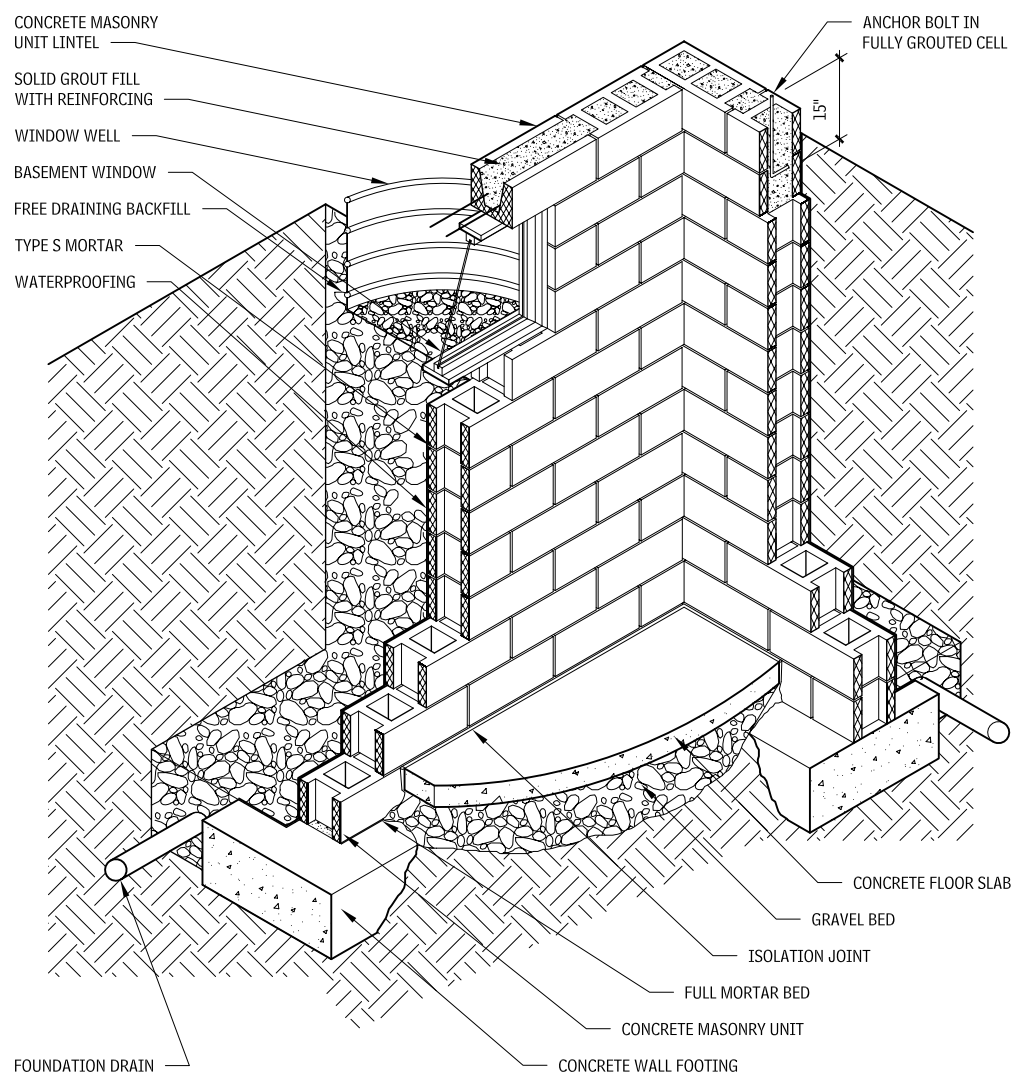 CONCRETE MASONRY
UNIT LINTEL
SOLID GROUT FILL
WITH REINFORCING
WINDOW WELL
BASEMENT WINDOW
FREE DRAINING BACKFILL
TYPE S MORTAR
WATERPROOFING
ANCHOR BOLT IN
FULLY GROUTED CELL
15"
CONCRETE FLOOR SLAB
GRAVEL BED
ISOLATION JOINT
FULL MORTAR BED
CONCRETE MASONRY UNIT
CONCRETE WALL FOOTING
FOUNDATION DRAIN